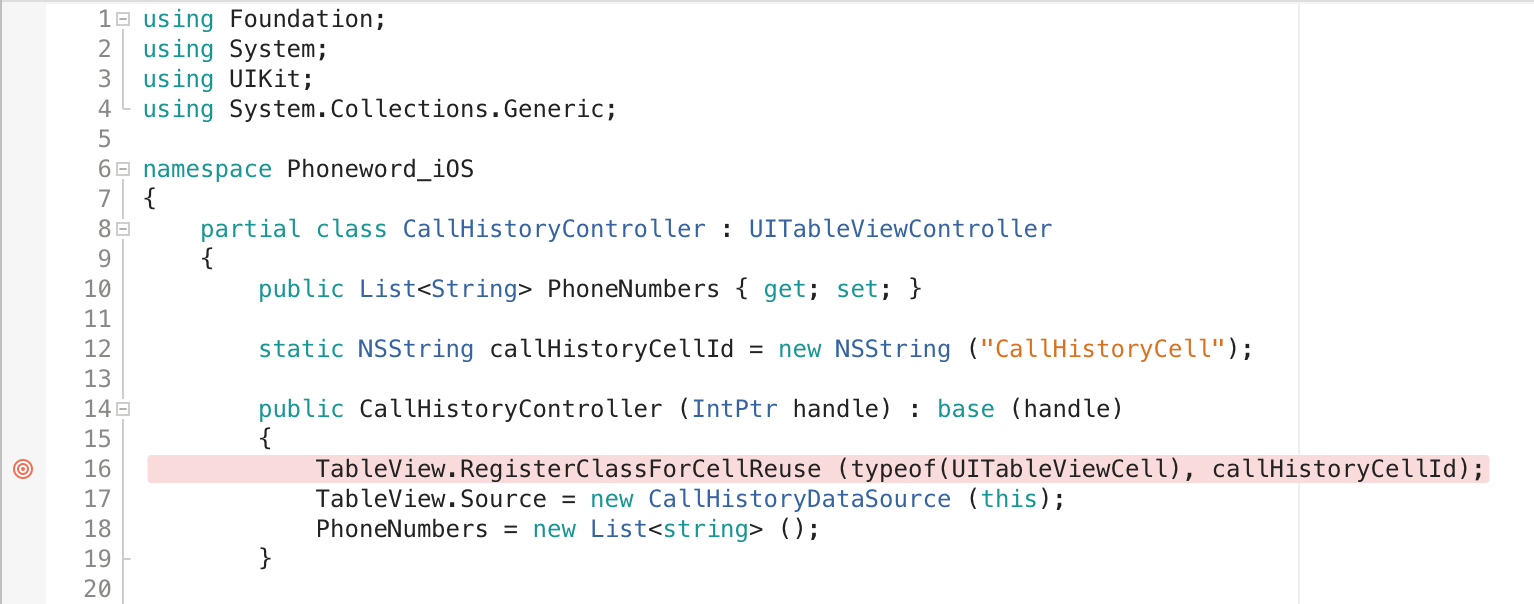 1 using Foundation;
2 using System;
3 using UIKit;
4 using System.Collections.Generic;
5
6 namespace Phoneword_iOS
7 {
8     partial class CallHistoryController : UITableViewController
9     {
10         public List<String> PhoneNumbers { get; set; }
11
12         static NSString callHistoryCellId = new NSString ("CallHistoryCell");
13
14         public CallHistoryController (IntPtr handle) : base (handle)
15         {
16             TableView.RegisterClassForCellReuse (typeof(UITableViewCell), callHistoryCellId);
17             TableView.Source = new CallHistoryDataSource (this);
18             PhoneNumbers = new List<string> ();
19         }
20